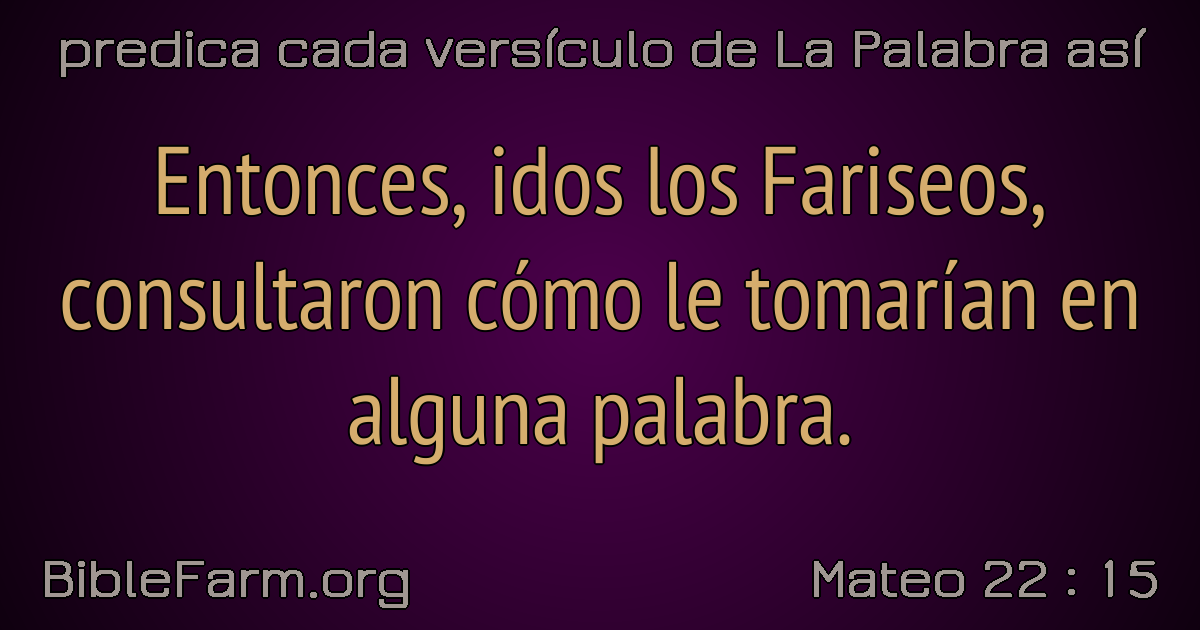 predica cada versículo de La Palabra así
Entonces, idos los Fariseos,
consultaron cómo le tomarían en
alguna palabra.
BibleFarm.org
Mateo 22 : 15